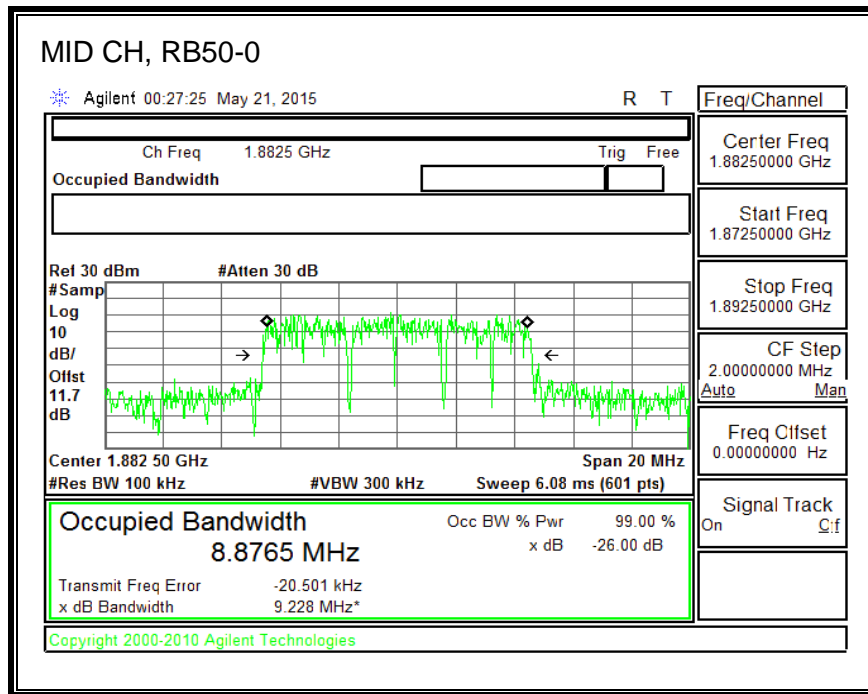 MID CH, RB50-0
Agilent 00:27:25 May 21, 2015 R T
Ch Freq 1.8825 GHz Trig Free
Occupied Bandwidth
Ref 30 dBm #Atten 30 dB
#Samp
Log
10
dB/
Offst
11.7
dB
Center 1.882 50 GHz Span 20 MHz
#Res BW 100 kHz #VBW 300 kHz Sweep 6.08 ms (601 pts)
Occupied Bandwidth Occ BW % Pwr 99.00 %
8.8765 MHz x dB -26.00 dB
Transmit Freq Error -20.501 kHz
x dB Bandwidth 9.228 MHz*
Copyright 2000-2010 Agilent Technologies
Freq/Channel
Center Freq
1.88250000 GHz
Start Freq
1.87250000 GHz
Stop Freq
1.89250000 GHz
CF Step
2.00000000 MHz
Auto Man
Freq Offset
0.00000000 Hz
Signal Track
On Off